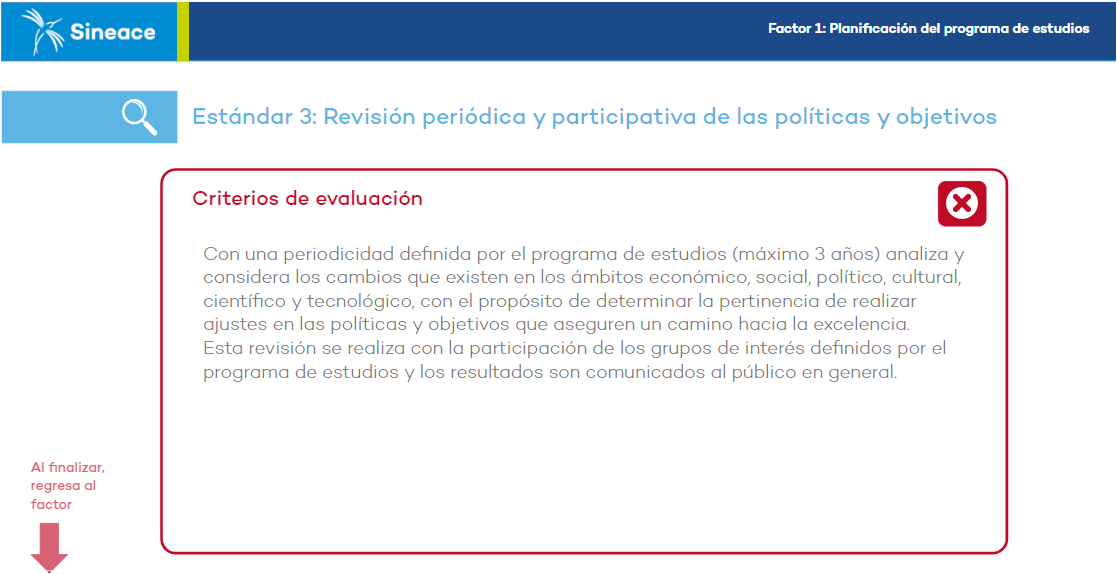 Sineace
Factor 1: Planificación del programa de estudios
Estándar 3: Revisión periódica y participativa de las políticas y objetivos
Criterios de evaluación
Con una periodicidad definida por el programa de estudios (máximo 3 años) analiza y
considera los cambios que existen en los ámbitos económico, social, político, cultural,
científico y tecnológico, con el propósito de determinar la pertinencia de realizar
ajustes en las políticas y objetivos que aseguren un camino hacia la excelencia.
Esta revisión se realiza con la participación de los grupos de interés definidos por el
programa de estudios y los resultados son comunicados al público en general.
Al finalizar,
regresa al
factor